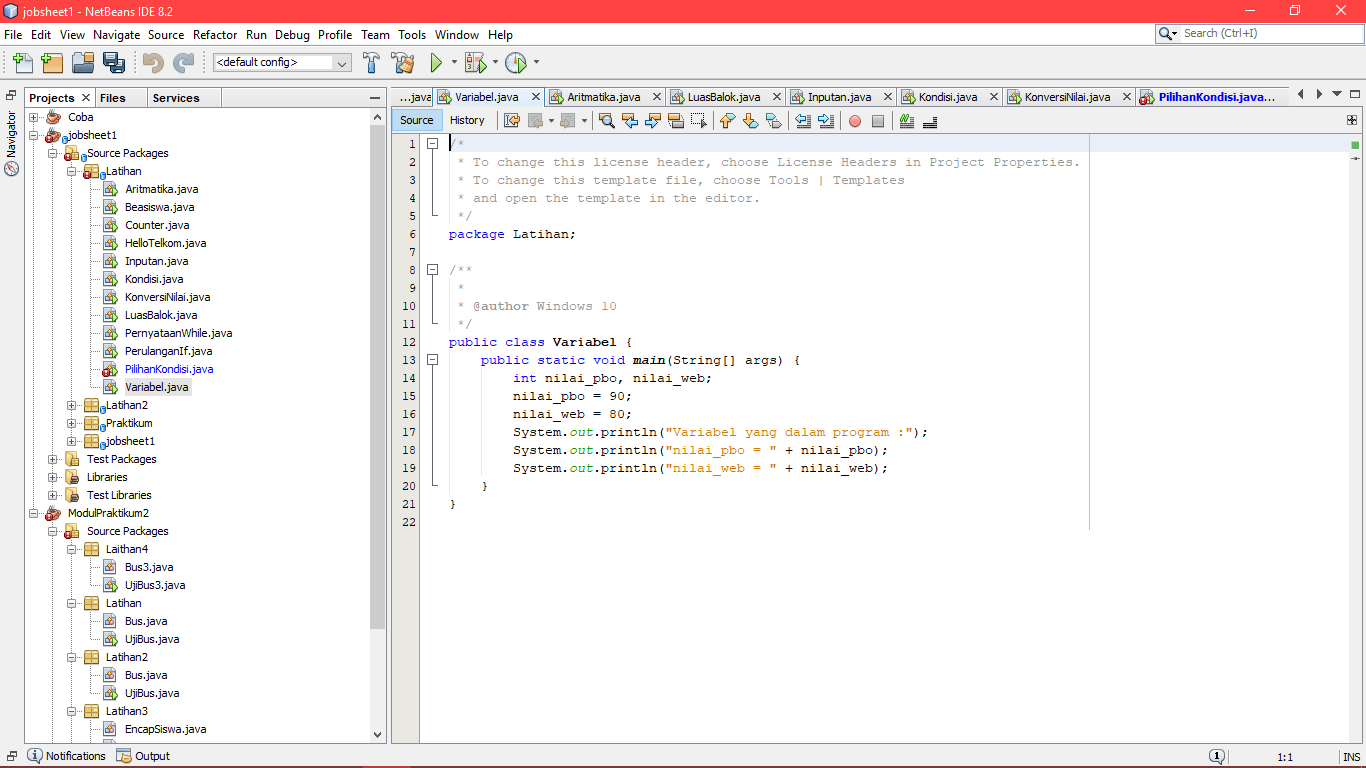 jobsheet1 - NetBeans IDE 8.2
File Edit View Navigate Source Refactor Run Debug Profile Team Tools Window Help
Search (Ctrl+I)
<default config>
Projects
Files
Services
Navigator
Coba
jobsheet1
Source Packages
Latihan
Aritmatika.java
Beasiswa.java
Counter.java
HelloTelkom.java
Inputan.java
Kondisi.java
KonversiNilai.java
LuasBalok.java
PernyataanWhile.java
PerulanganIf.java
PilihanKondisi.java
Variabel.java
Latihan2
Praktikum
jobsheet1
Test Packages
Libraries
Test Libraries
ModulPraktikum2
Source Packages
Laithan4
Bus3.java
UjiBus3.java
Latihan
Bus.java
UjiBus.java
Latihan2
Bus.java
UjiBus.java
Latihan3
EncapSiswa.java
...java Variabel.java Aritmatika.java LuasBalok.java Inputan.java Kondisi.java KonversiNilai.java PilihanKondisi.java...
Source History
1 /*
2 * To change this license header, choose License Headers in Project Properties.
3 * To change this template file, choose Tools | Templates
4 * and open the template in the editor.
5 */
6 package Latihan;
7
8 /**
9 *
10 * @author Windows 10
11 */
12 public class Variabel {
13 public static void main(String[] args) {
14 int nilai_pbo, nilai_web;
15 nilai_pbo = 90;
16 nilai_web = 80;
17 System.out.println("Variabel yang dalam program :");
18 System.out.println("nilai_pbo = " + nilai_pbo);
19 System.out.println("nilai_web = " + nilai_web);
20 }
21 }
22
Notifications Output
1
1:1
INS